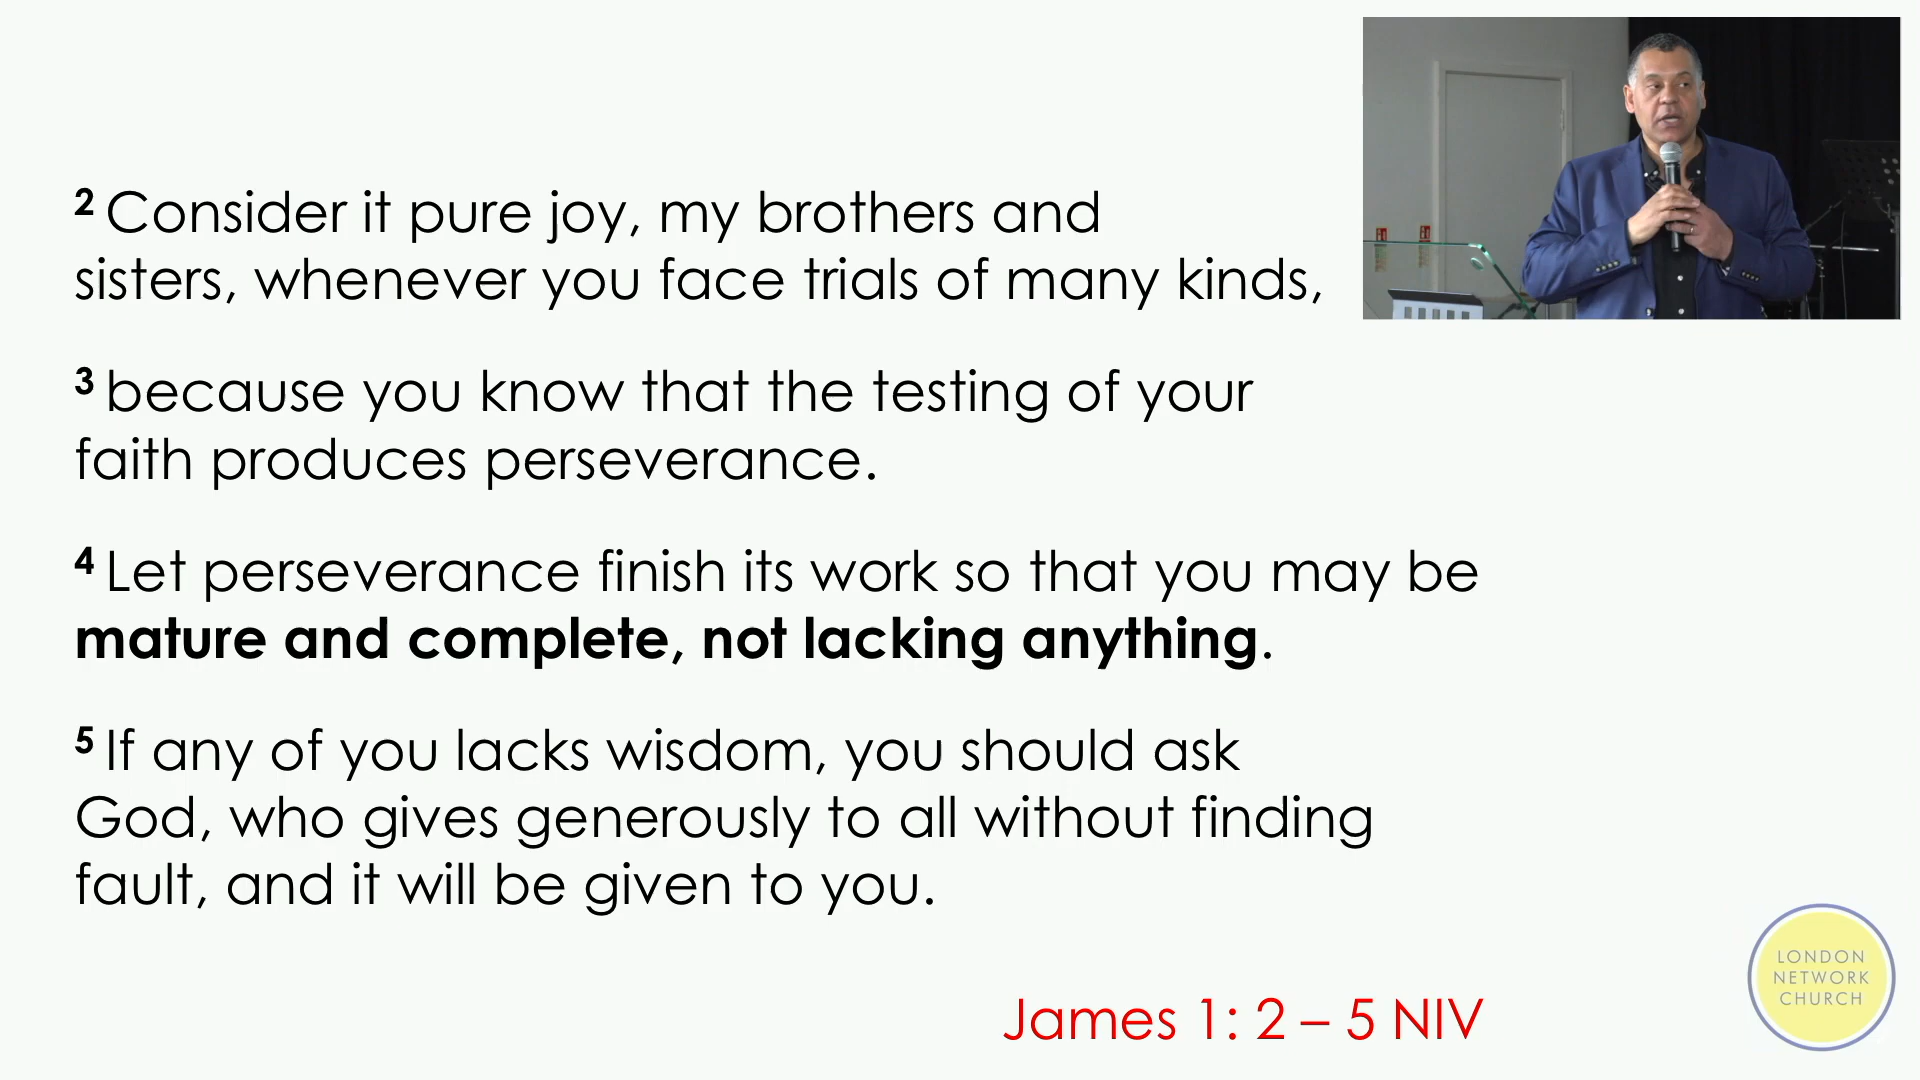 2 Consider it pure joy, my brothers and
sisters, whenever you face trials of many kinds,
3 because you know that the testing of your
faith produces perseverance.
4 Let perseverance finish its work so that you may be
mature and complete, not lacking anything.
5 If any of you lacks wisdom, you should ask
God, who gives generously to all without finding
fault, and it will be given to you.
James 1: 2 – 5 NIV
LONDON
NETWORK
CHURCH